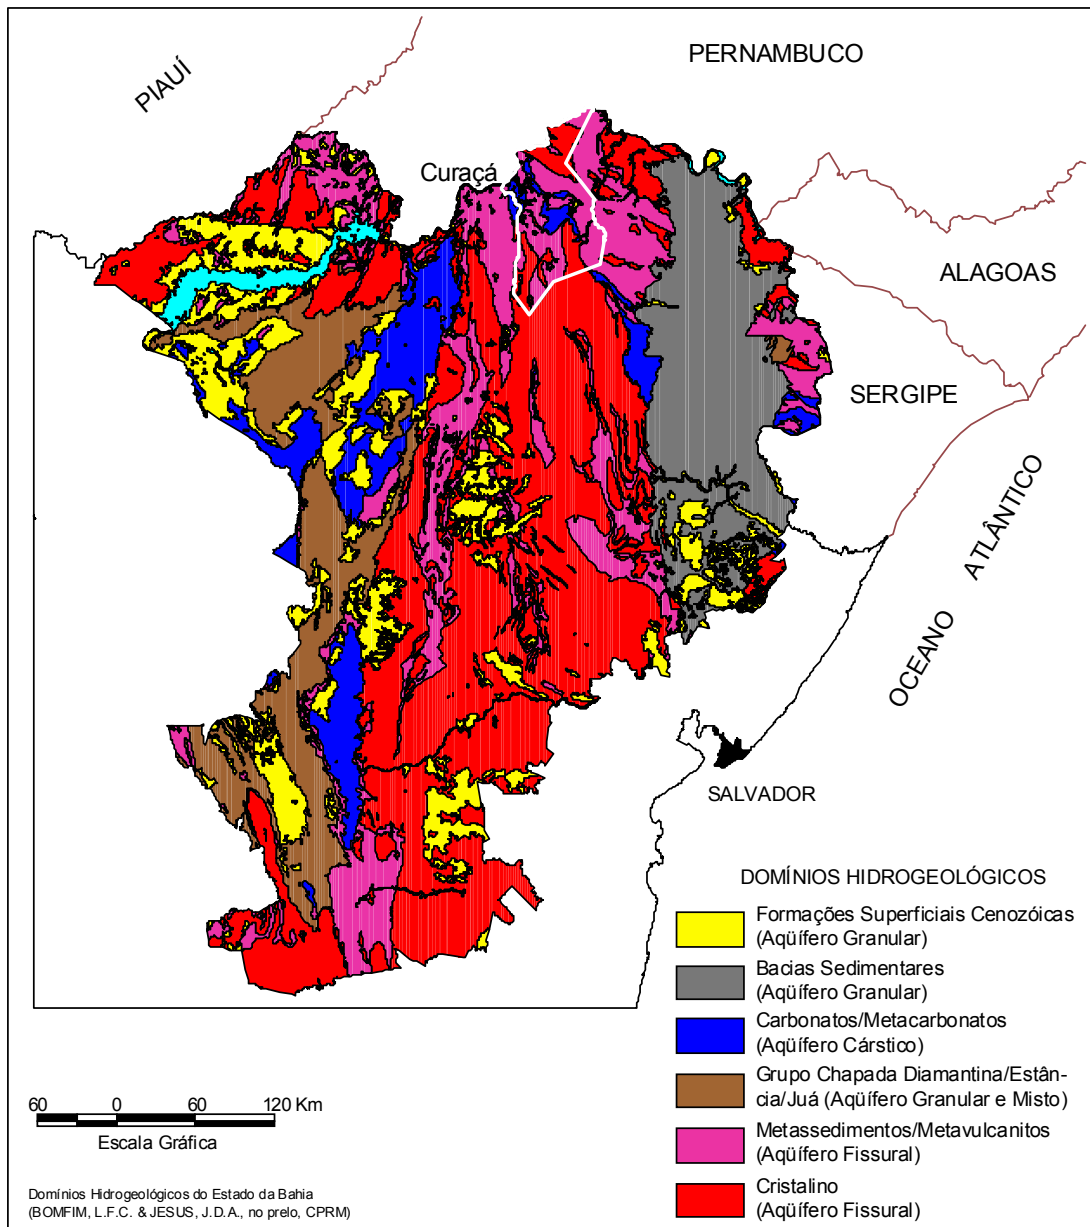 PERNAMBUCO
PIAUÍ
Curaçá
ALAGOAS
SERGIPE
OCEANO ATLÂNTICO
SALVADOR
DOMÍNIOS HIDROGEOLÓGICOS
Formações Superficiais Cenozóicas
(Aqüífero Granular)
Bacias Sedimentares
(Aqüífero Granular)
Carbonatos/Metacarbonatos
(Aqüífero Cárstico)
Grupo Chapada Diamantina/Estân-
cia/Juá (Aqüífero Granular e Misto)
Metassedimentos/Metavulcanitos
(Aqüífero Fissural)
Cristalino
(Aqüífero Fissural)
60 0 60 120 Km
Escala Gráfica
Domínios Hidrogeológicos do Estado da Bahia
(BOMFIM, L.F.C. & JESUS, J.D.A., no prelo, CPRM)